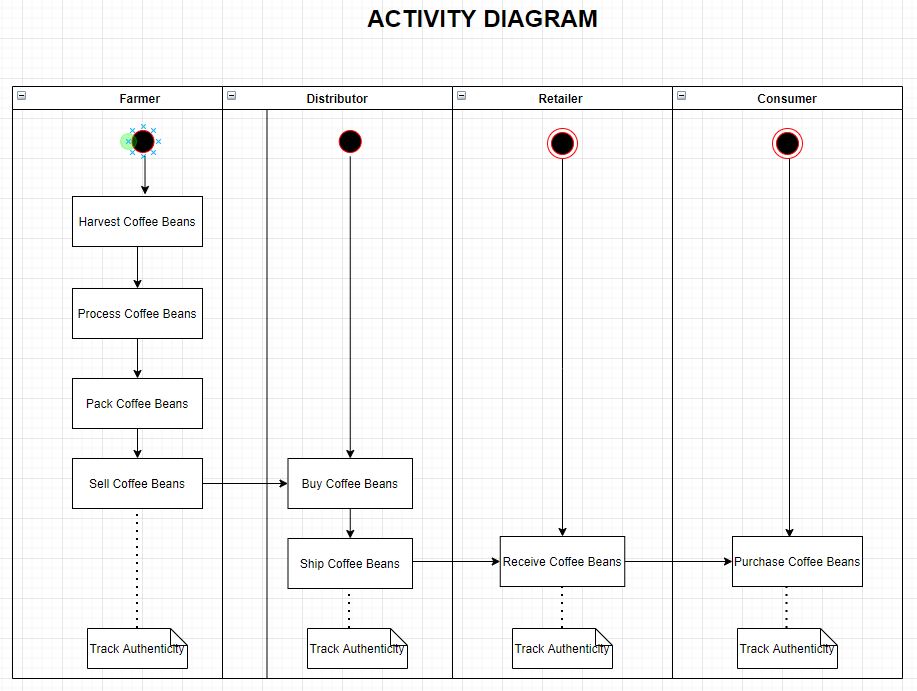 ACTIVITY DIAGRAM
Farmer
Distributor
Retailer
Consumer
Harvest Coffee Beans
Process Coffee Beans
Pack Coffee Beans
Sell Coffee Beans
Buy Coffee Beans
Ship Coffee Beans
Receive Coffee Beans
Purchase Coffee Beans
Track Authenticity
Track Authenticity
Track Authenticity
Track Authenticity